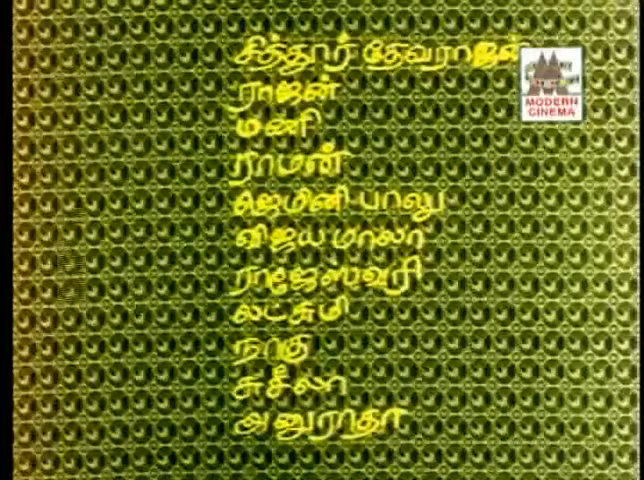 சித்தூர் தேவராஜன்
ராஜன்
மணி
ராமன்
ஜெமினி பாலு
விஜய மாலா
ராஜேஸ்வரி
லட்சுமி
நாகு
சுசீலா
அனுராதா
MODERN
CINEMA